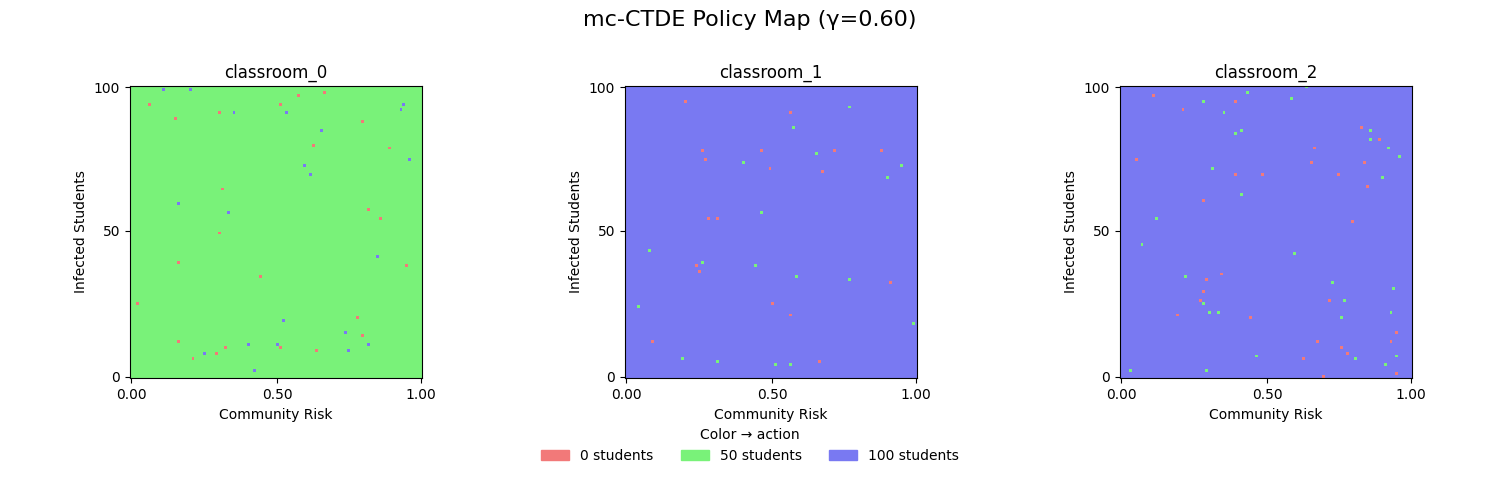 mc-CTDE Policy Map (γ=0.60)
classroom_0
100
50
0
0.00
0.50
1.00
Infected Students
Community Risk
classroom_1
100
50
0
0.00
0.50
1.00
Infected Students
Community Risk
classroom_2
100
50
0
0.00
0.50
1.00
Infected Students
Community Risk
Color → action
0 students
50 students
100 students